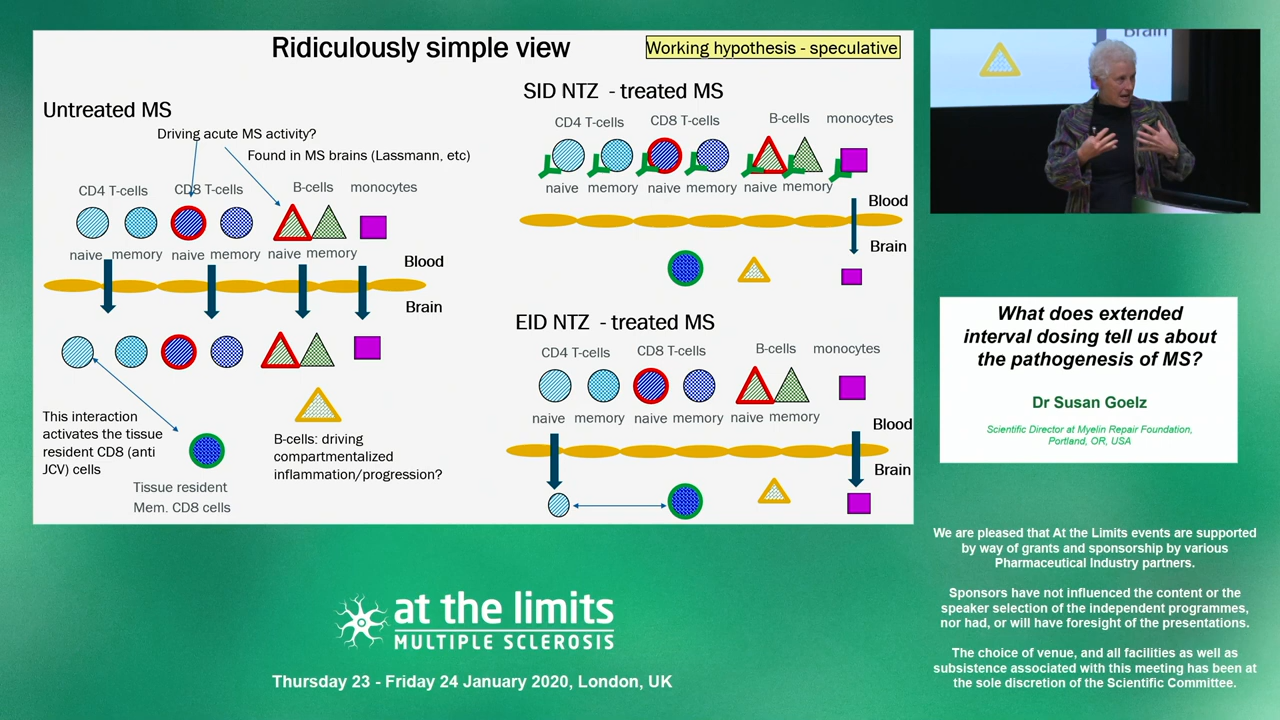 Ridiculously simple view
Working hypothesis - speculative
Untreated MS
Driving acute MS activity?
Found in MS brains (Lassmann, etc)
CD4 T-cells
CD8 T-cells
B-cells
monocytes
naive memory naive memory naive memory
Blood
Brain
This interaction
activates the tissue
resident CD8 (anti
JCV) cells
Tissue resident
Mem. CD8 cells
B-cells: driving
compartmentalized
inflammation/progression?
SID NTZ - treated MS
CD4 T-cells
CD8 T-cells
B-cells
monocytes
naive memory naive memory naive memory
Blood
Brain
EID NTZ - treated MS
CD4 T-cells
CD8 T-cells
B-cells
monocytes
naive memory naive memory naive memory
Blood
Brain
Brain
What does extended
interval dosing tell us about
the pathogenesis of MS?
Dr Susan Goelz
Scientific Director at Myelin Repair Foundation,
Portland, OR, USA
We are pleased that At the Limits events are supported
by way of grants and sponsorship by various
Pharmaceutical Industry partners.
Sponsors have not influenced the content or the
speaker selection of the independent programmes,
nor had, or will have foresight of the presentations.
The choice of venue, and all facilities as well as
subsistence associated with this meeting has been at
the sole discretion of the Scientific Committee.
at the limits
MULTIPLE SCLEROSIS
Thursday 23 - Friday 24 January 2020, London, UK